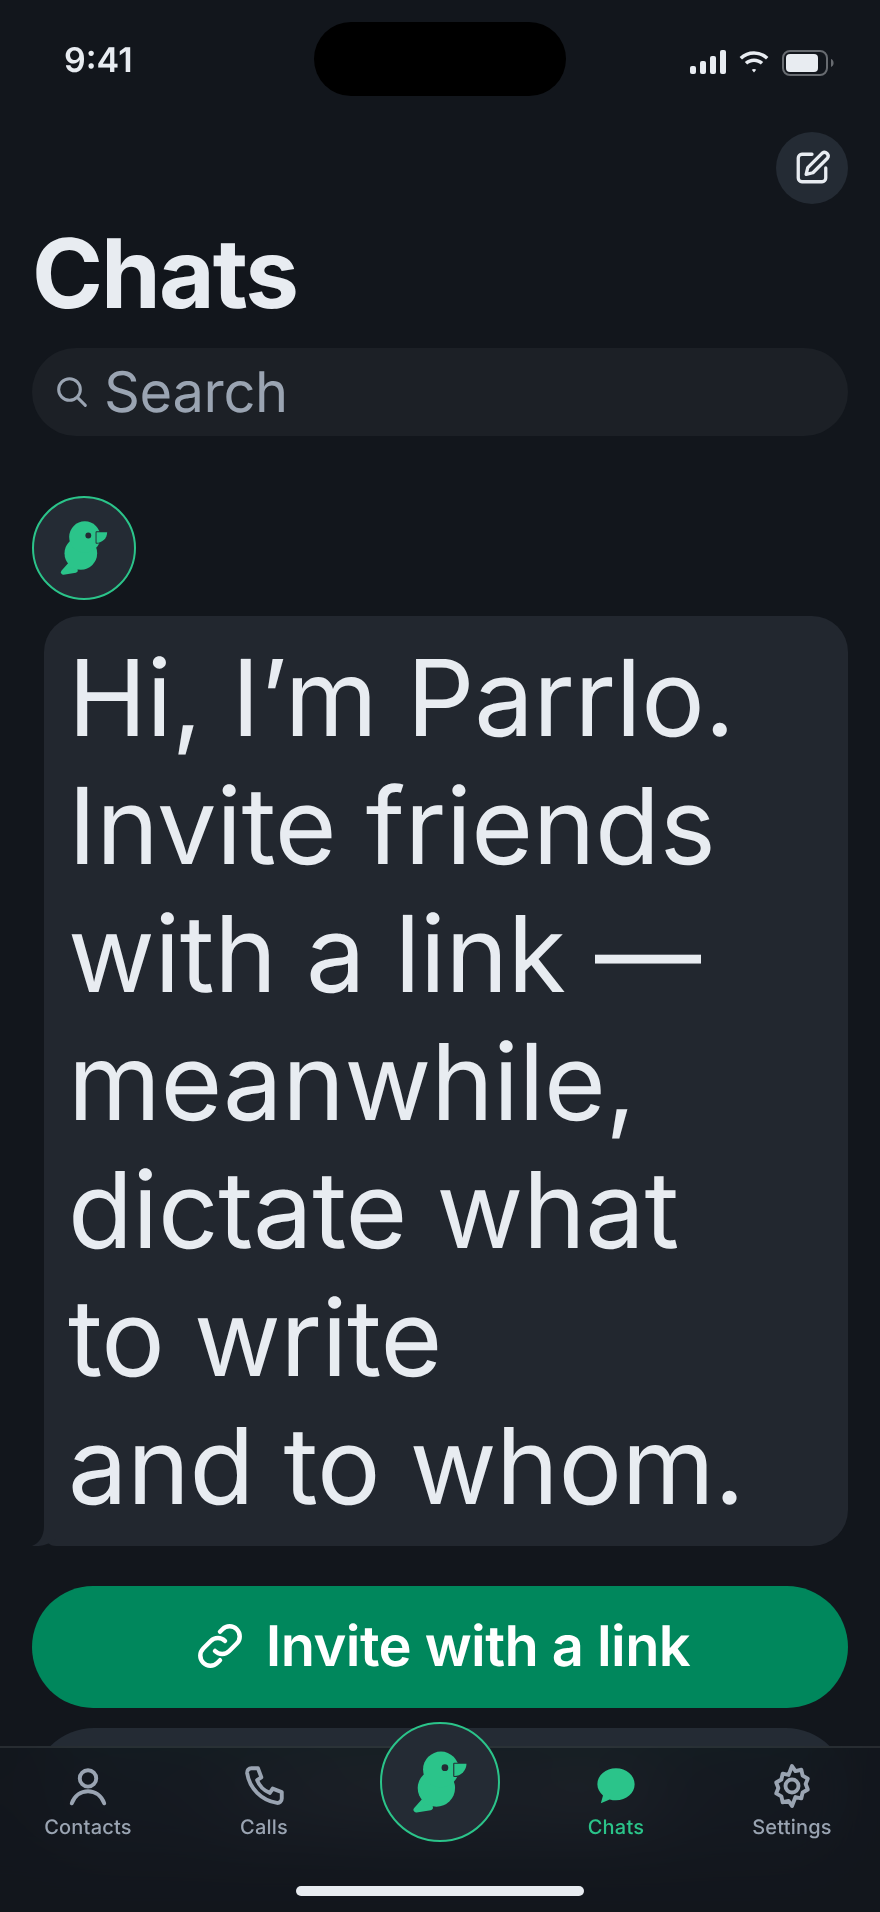 9:41
Chats
Search
Hi, I’m Parrlo.
Invite friends
with a link —
meanwhile,
dictate what
to write
and to whom.
Invite with a link
Contacts
Calls
Chats
Settings